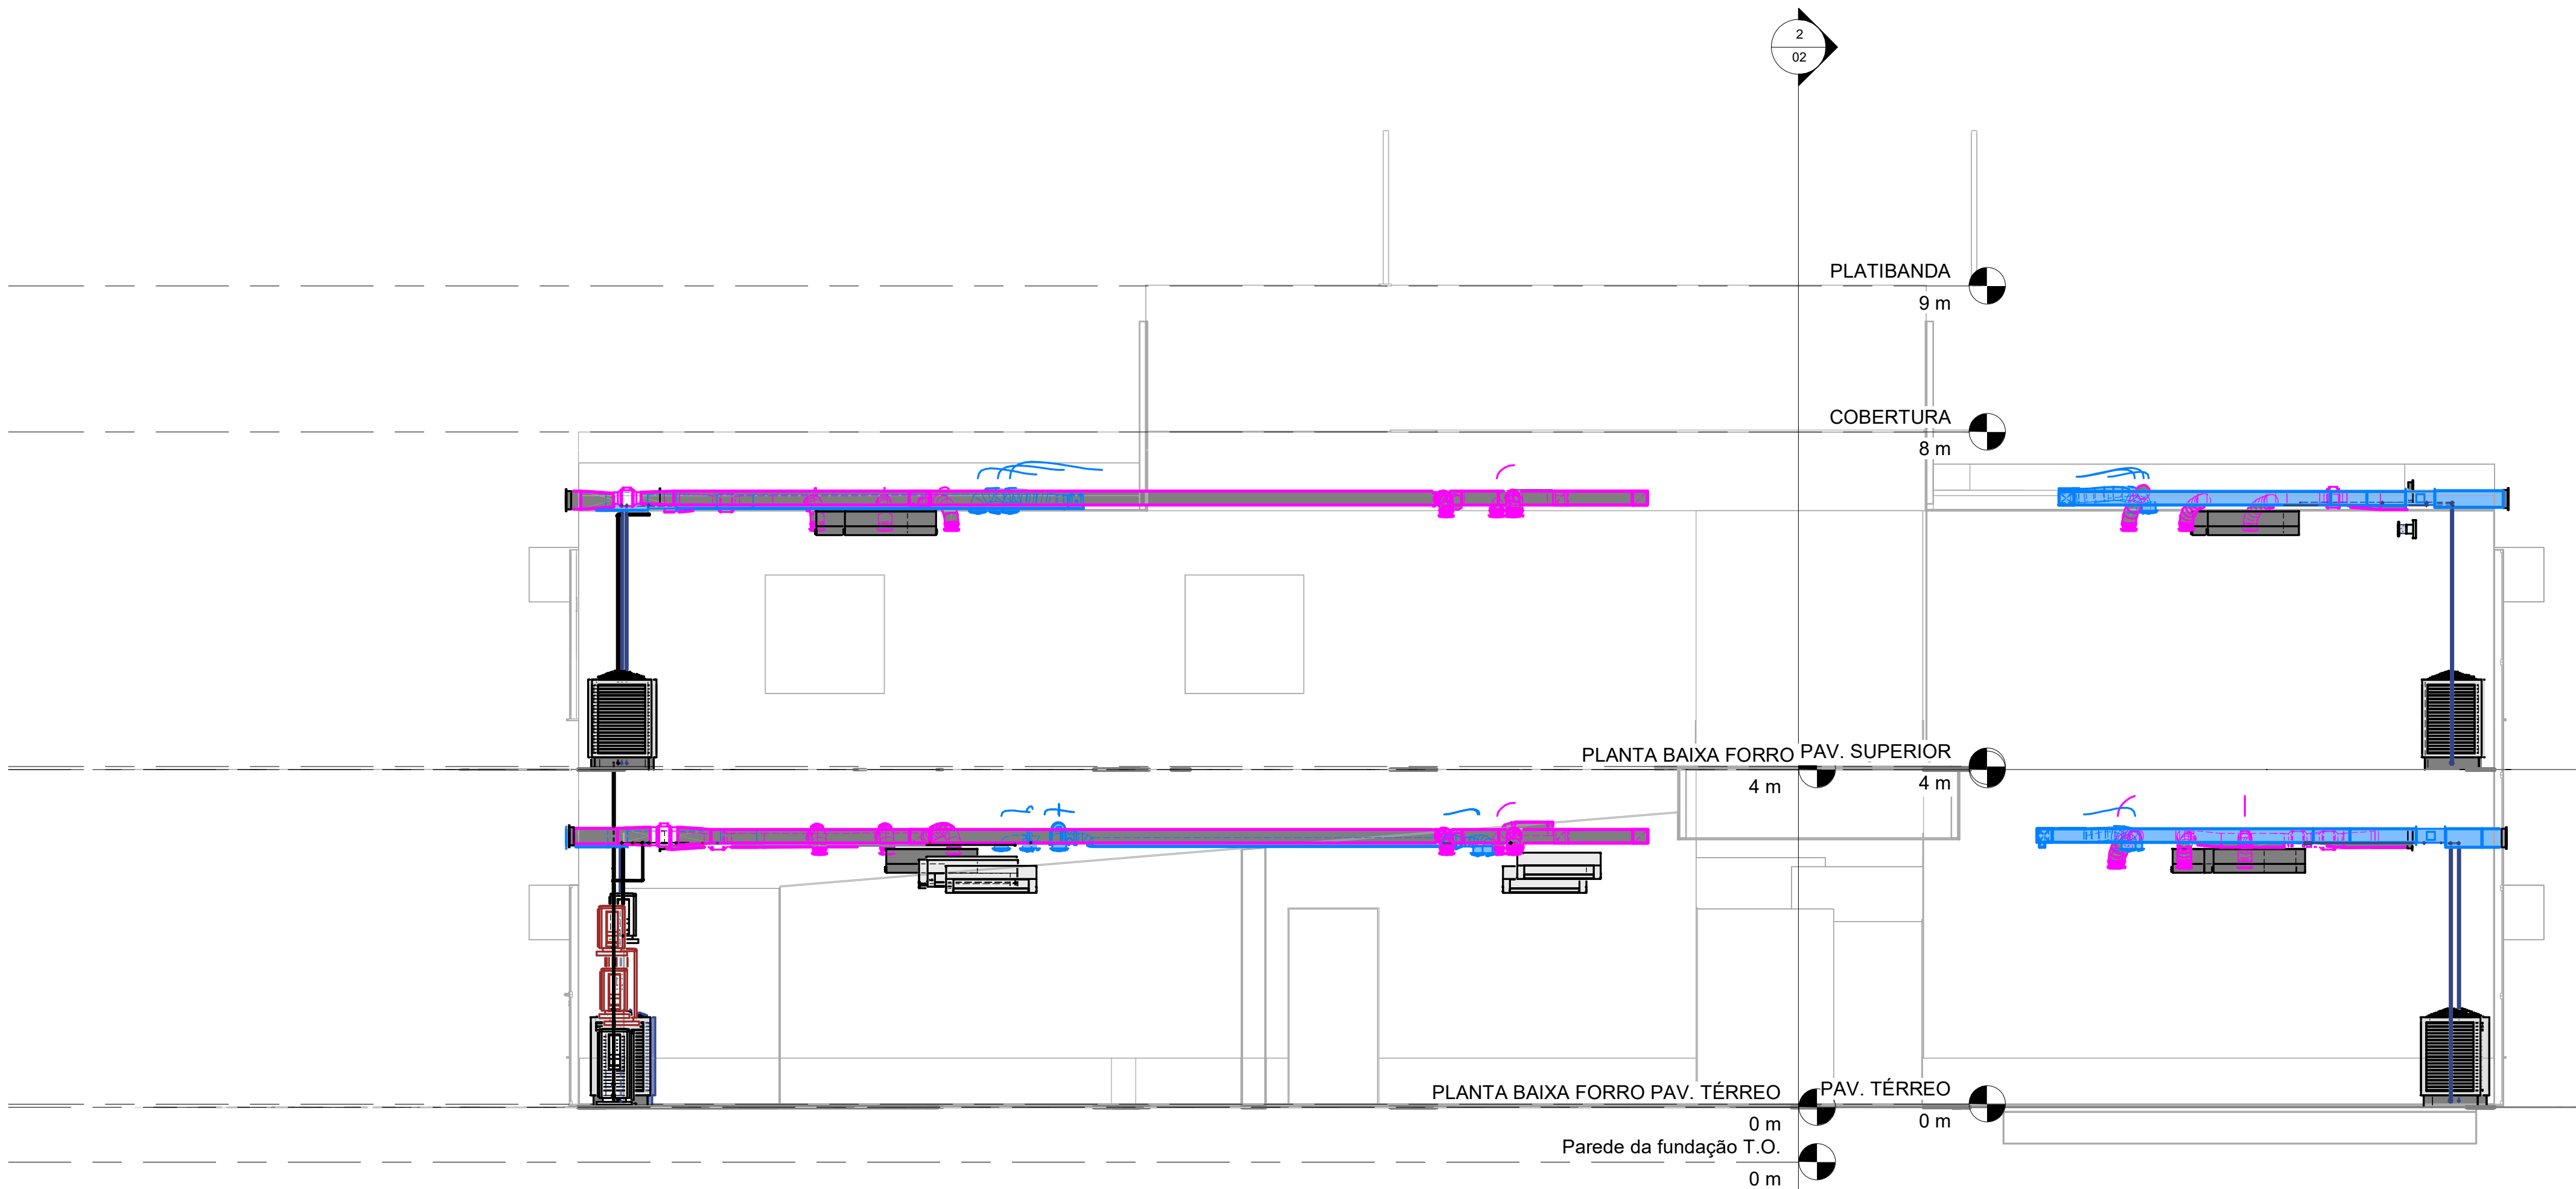 2
02
PLATIBANDA
9 m
COBERTURA
8 m
PLANTA BAIXA FORRO PAV. SUPERIOR
4 m
4 m
PLANTA BAIXA FORRO PAV. TÉRREO
PAV. TÉRREO
0 m
0 m
Parede da fundação T.O.
0 m